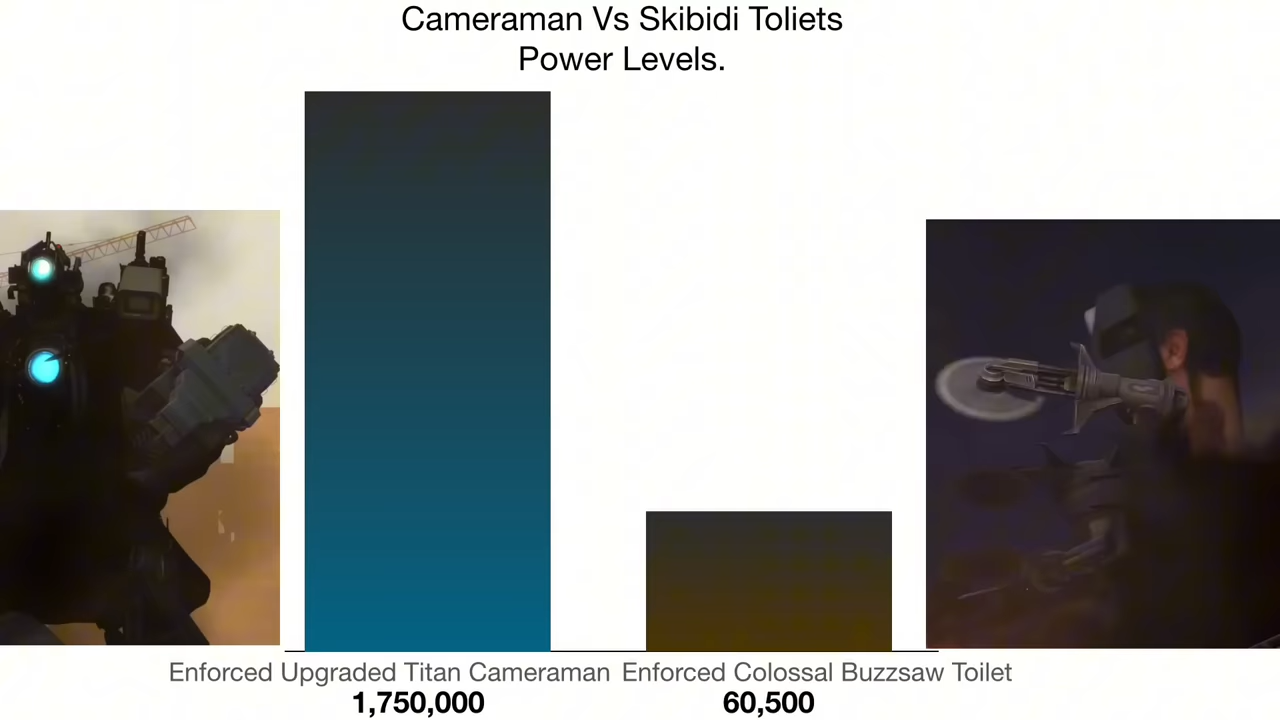 Cameraman Vs Skibidi Toliets
Power Levels.
Enforced Upgraded Titan Cameraman
1,750,000
Enforced Colossal Buzzsaw Toilet
60,500